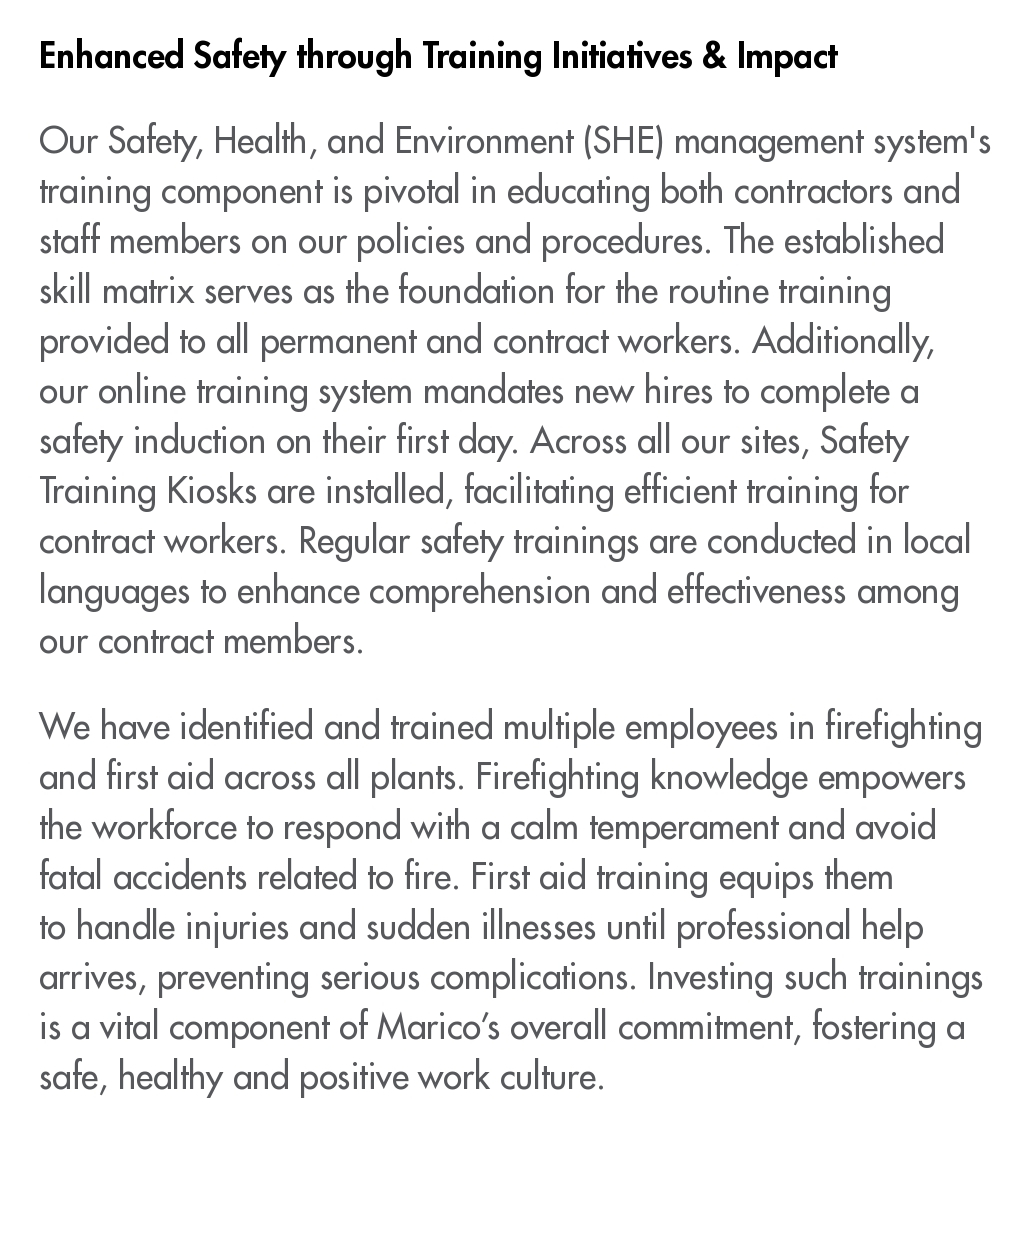 Enhanced Safety through Training Initiatives & Impact
Our Safety, Health, and Environment (SHE) management system's
training component is pivotal in educating both contractors and
staff members on our policies and procedures. The established
skill matrix serves as the foundation for the routine training
provided to all permanent and contract workers. Additionally,
our online training system mandates new hires to complete a
safety induction on their first day. Across all our sites, Safety
Training Kiosks are installed, facilitating efficient training for
contract workers. Regular safety trainings are conducted in local
languages to enhance comprehension and effectiveness among
our contract members.
We have identified and trained multiple employees in firefighting
and first aid across all plants. Firefighting knowledge empowers
the workforce to respond with a calm temperament and avoid
fatal accidents related to fire. First aid training equips them
to handle injuries and sudden illnesses until professional help
arrives, preventing serious complications. Investing such trainings
is a vital component of Marico’s overall commitment, fostering a
safe, healthy and positive work culture.